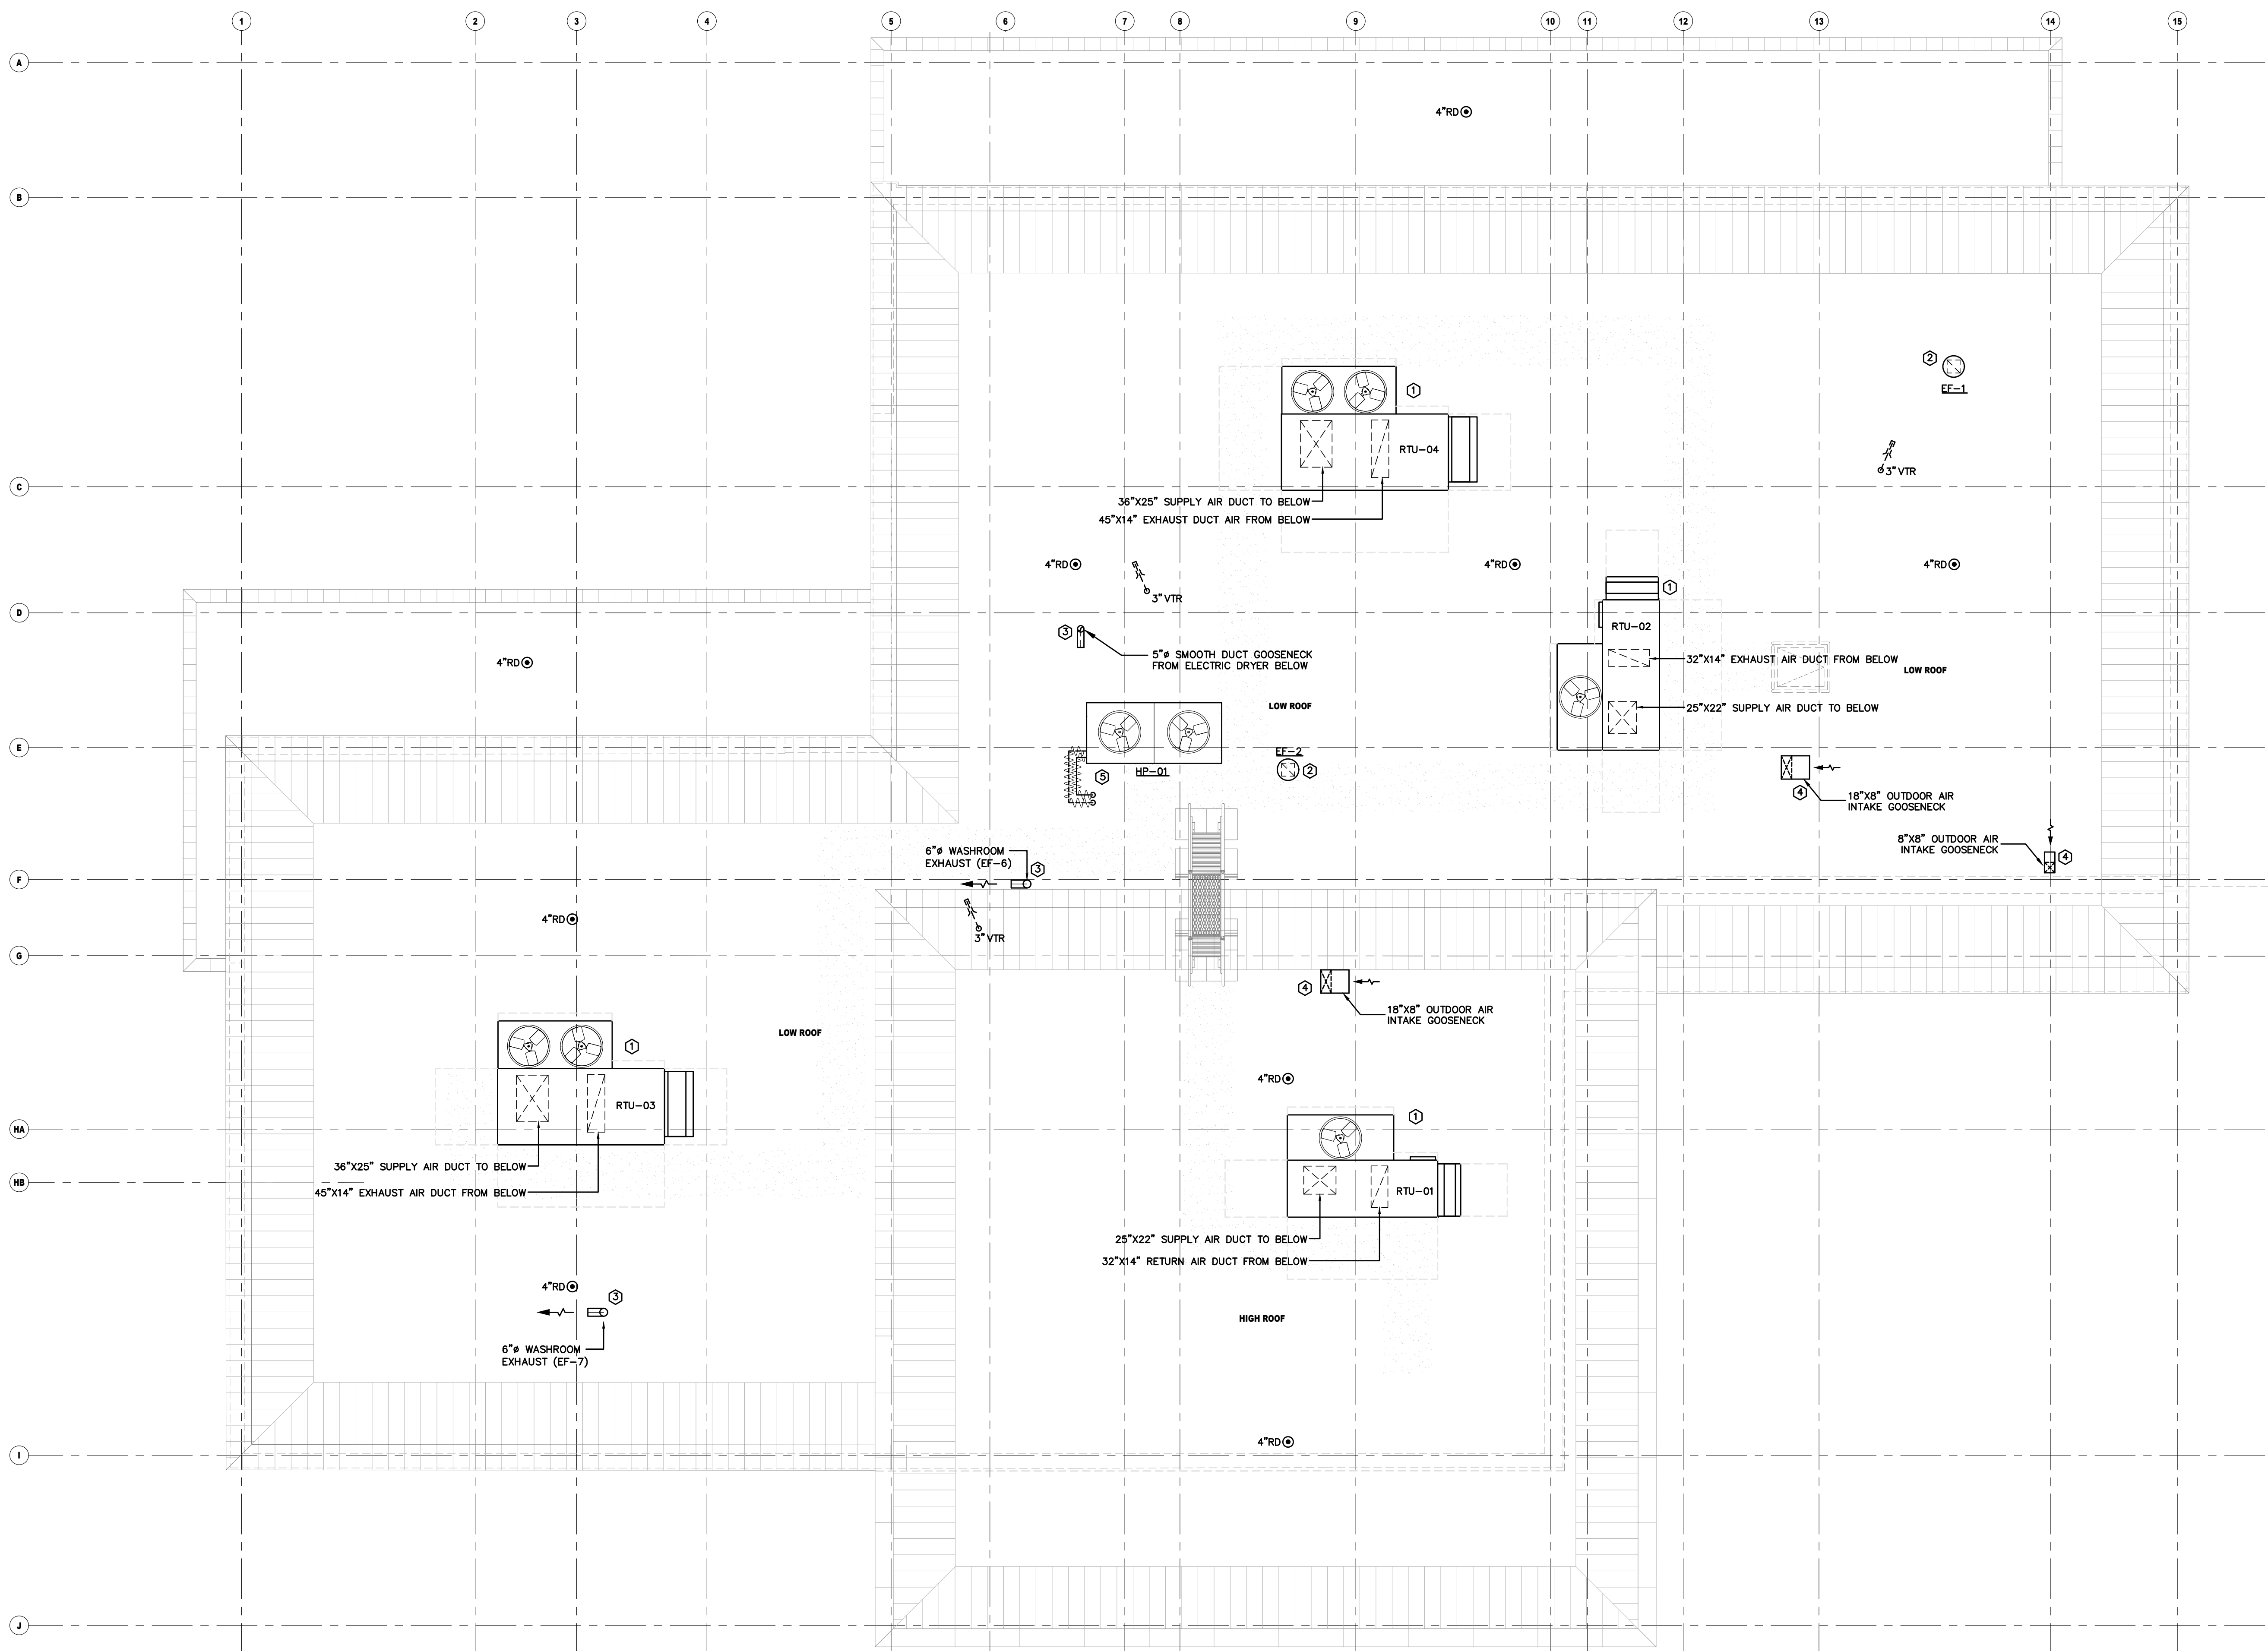 1
2
3
4
5
6
7
8
9
10
11
12
13
14
15
A
4"RD
B
2
EF-1
1
RTU-04
3"VTR
C
36"X25" SUPPLY AIR DUCT TO BELOW
45"X14" EXHAUST DUCT AIR FROM BELOW
4"RD
4"RD
4"RD
3"VTR
1
D
RTU-02
3
5"ø SMOOTH DUCT GOOSENECK
FROM ELECTRIC DRYER BELOW
4"RD
32"X14" EXHAUST AIR DUCT FROM BELOW
LOW ROOF
LOW ROOF
25"X22" SUPPLY AIR DUCT TO BELOW
E
EF-2
2
HP-01
5
4
18"X8" OUTDOOR AIR
INTAKE GOOSENECK
8"X8" OUTDOOR AIR
INTAKE GOOSENECK
4
6"ø WASHROOM
EXHAUST (EF-6)
3
F
4"RD
3"VTR
G
4
18"X8" OUTDOOR AIR
INTAKE GOOSENECK
LOW ROOF
1
4"RD
RTU-03
1
HA
36"X25" SUPPLY AIR DUCT TO BELOW
HB
45"X14" EXHAUST AIR DUCT FROM BELOW
RTU-01
25"X22" SUPPLY AIR DUCT TO BELOW
32"X14" RETURN AIR DUCT FROM BELOW
4"RD
3
HIGH ROOF
6"ø WASHROOM
EXHAUST (EF-7)
4"RD
I
J